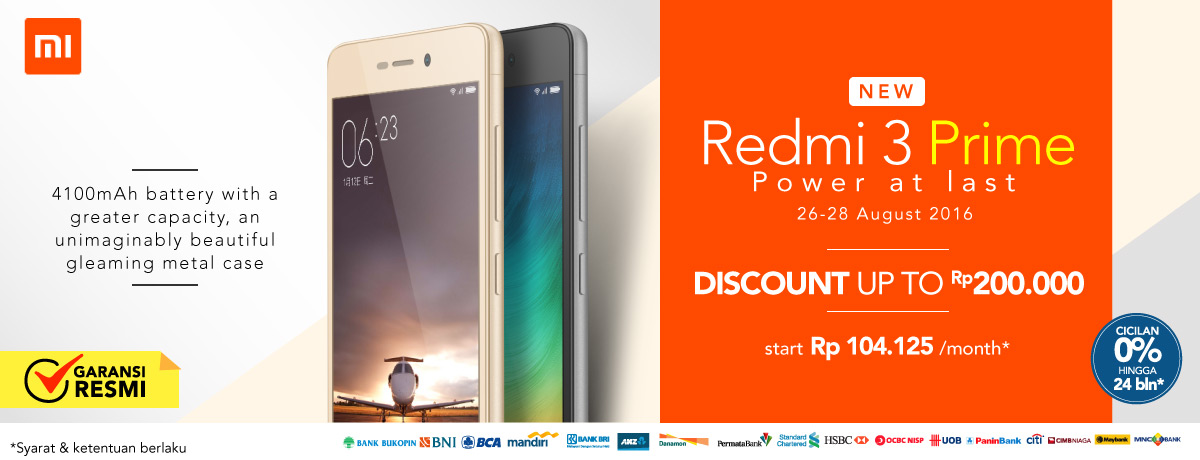 mi
4100mAh battery with a
greater capacity, an
unimaginably beautiful
gleaming metal case
GARANSI
RESMI
*Syarat & ketentuan berlaku
06:23
NEW
Redmi 3 Prime
Power at last
26-28 August 2016
DISCOUNT UP TO Rp200.000
start Rp 104.125 /month*
CICILAN
0%
HINGGA
24 bln*
BANK BUKOPIN BNI BCA mandiri BANK BRI ANZ Danamon PermataBank Standard Chartered HSBC OCBC NISP UOB PaninBank citi CIMB NIAGA Maybank MNC BANK